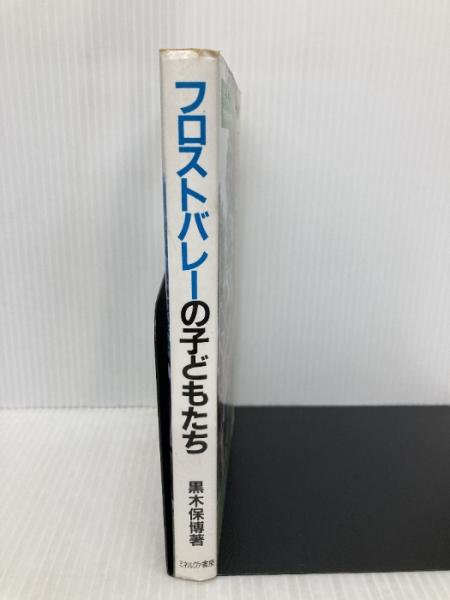 フロストバレーの子どもたち
黒木保博著
ミネルヴァ書房